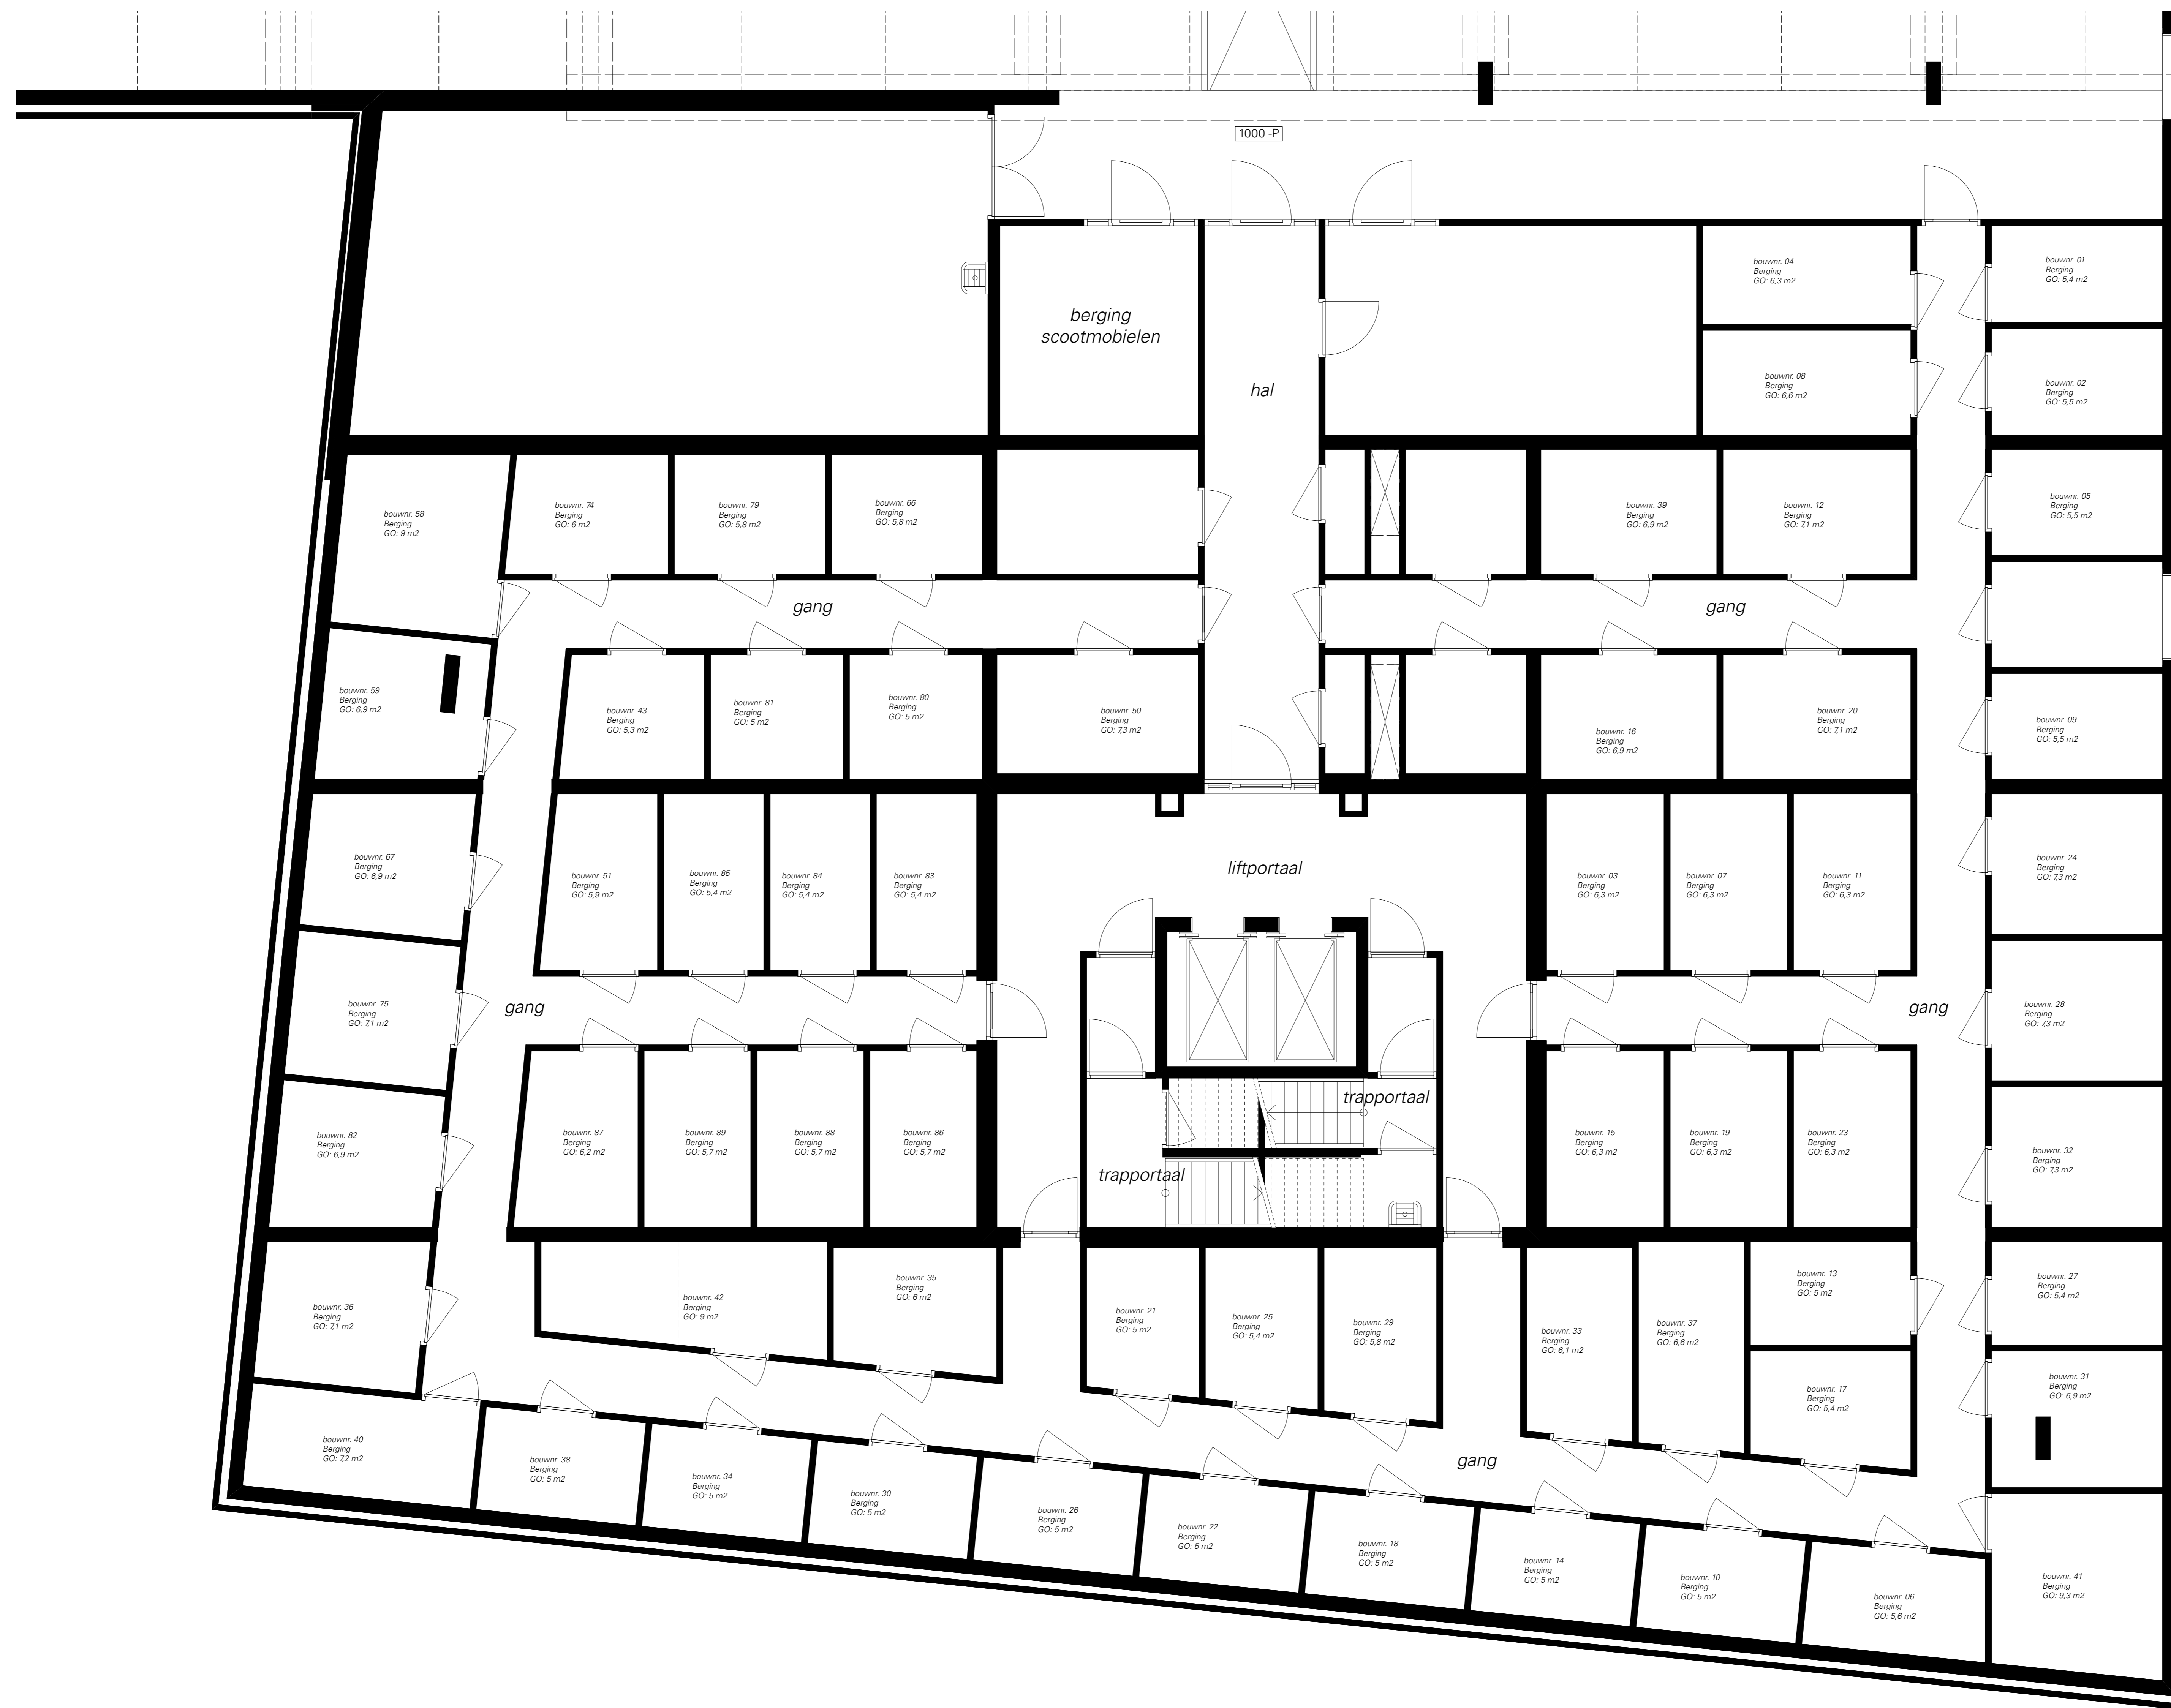 1000 -P
bouwnr. 04
Berging
GO: 6,3 m2
bouwnr. 01
Berging
GO: 5,4 m2
berging
scootmobielen
hal
bouwnr. 08
Berging
GO: 6,6 m2
bouwnr. 02
Berging
GO: 5,5 m2
bouwnr. 58
Berging
GO: 9 m2
bouwnr. 74
Berging
GO: 6 m2
bouwnr. 79
Berging
GO: 5,8 m2
bouwnr. 66
Berging
GO: 5,8 m2
bouwnr. 39
Berging
GO: 6,9 m2
bouwnr. 12
Berging
GO: 7,1 m2
bouwnr. 05
Berging
GO: 5,5 m2
gang
gang
bouwnr. 59
Berging
GO: 6,9 m2
bouwnr. 43
Berging
GO: 5,3 m2
bouwnr. 81
Berging
GO: 5 m2
bouwnr. 80
Berging
GO: 5 m2
bouwnr. 50
Berging
GO: 7,3 m2
bouwnr. 16
Berging
GO: 6,9 m2
bouwnr. 20
Berging
GO: 7,1 m2
bouwnr. 09
Berging
GO: 5,5 m2
bouwnr. 67
Berging
GO: 6,9 m2
bouwnr. 51
Berging
GO: 5,9 m2
bouwnr. 85
Berging
GO: 5,4 m2
bouwnr. 84
Berging
GO: 5,4 m2
bouwnr. 83
Berging
GO: 5,4 m2
liftportaal
bouwnr. 03
Berging
GO: 6,3 m2
bouwnr. 07
Berging
GO: 6,3 m2
bouwnr. 11
Berging
GO: 6,3 m2
bouwnr. 24
Berging
GO: 7,3 m2
bouwnr. 75
Berging
GO: 7,1 m2
gang
gang
bouwnr. 28
Berging
GO: 7,3 m2
bouwnr. 82
Berging
GO: 6,9 m2
bouwnr. 87
Berging
GO: 6,2 m2
bouwnr. 89
Berging
GO: 5,7 m2
bouwnr. 88
Berging
GO: 5,7 m2
bouwnr. 86
Berging
GO: 5,7 m2
trapportaal
trapportaal
bouwnr. 15
Berging
GO: 6,3 m2
bouwnr. 19
Berging
GO: 6,3 m2
bouwnr. 23
Berging
GO: 6,3 m2
bouwnr. 32
Berging
GO: 7,3 m2
bouwnr. 36
Berging
GO: 7,1 m2
bouwnr. 42
Berging
GO: 9 m2
bouwnr. 35
Berging
GO: 6 m2
bouwnr. 21
Berging
GO: 5 m2
bouwnr. 25
Berging
GO: 5,4 m2
bouwnr. 29
Berging
GO: 5,8 m2
bouwnr. 33
Berging
GO: 6,1 m2
bouwnr. 37
Berging
GO: 6,6 m2
bouwnr. 13
Berging
GO: 5 m2
bouwnr. 27
Berging
GO: 5,4 m2
bouwnr. 17
Berging
GO: 5,4 m2
bouwnr. 31
Berging
GO: 6,9 m2
bouwnr. 40
Berging
GO: 7,2 m2
bouwnr. 38
Berging
GO: 5 m2
bouwnr. 34
Berging
GO: 5 m2
bouwnr. 30
Berging
GO: 5 m2
gang
bouwnr. 26
Berging
GO: 5 m2
bouwnr. 22
Berging
GO: 5 m2
bouwnr. 18
Berging
GO: 5 m2
bouwnr. 14
Berging
GO: 5 m2
bouwnr. 10
Berging
GO: 5 m2
bouwnr. 06
Berging
GO: 5,6 m2
bouwnr. 41
Berging
GO: 9,3 m2